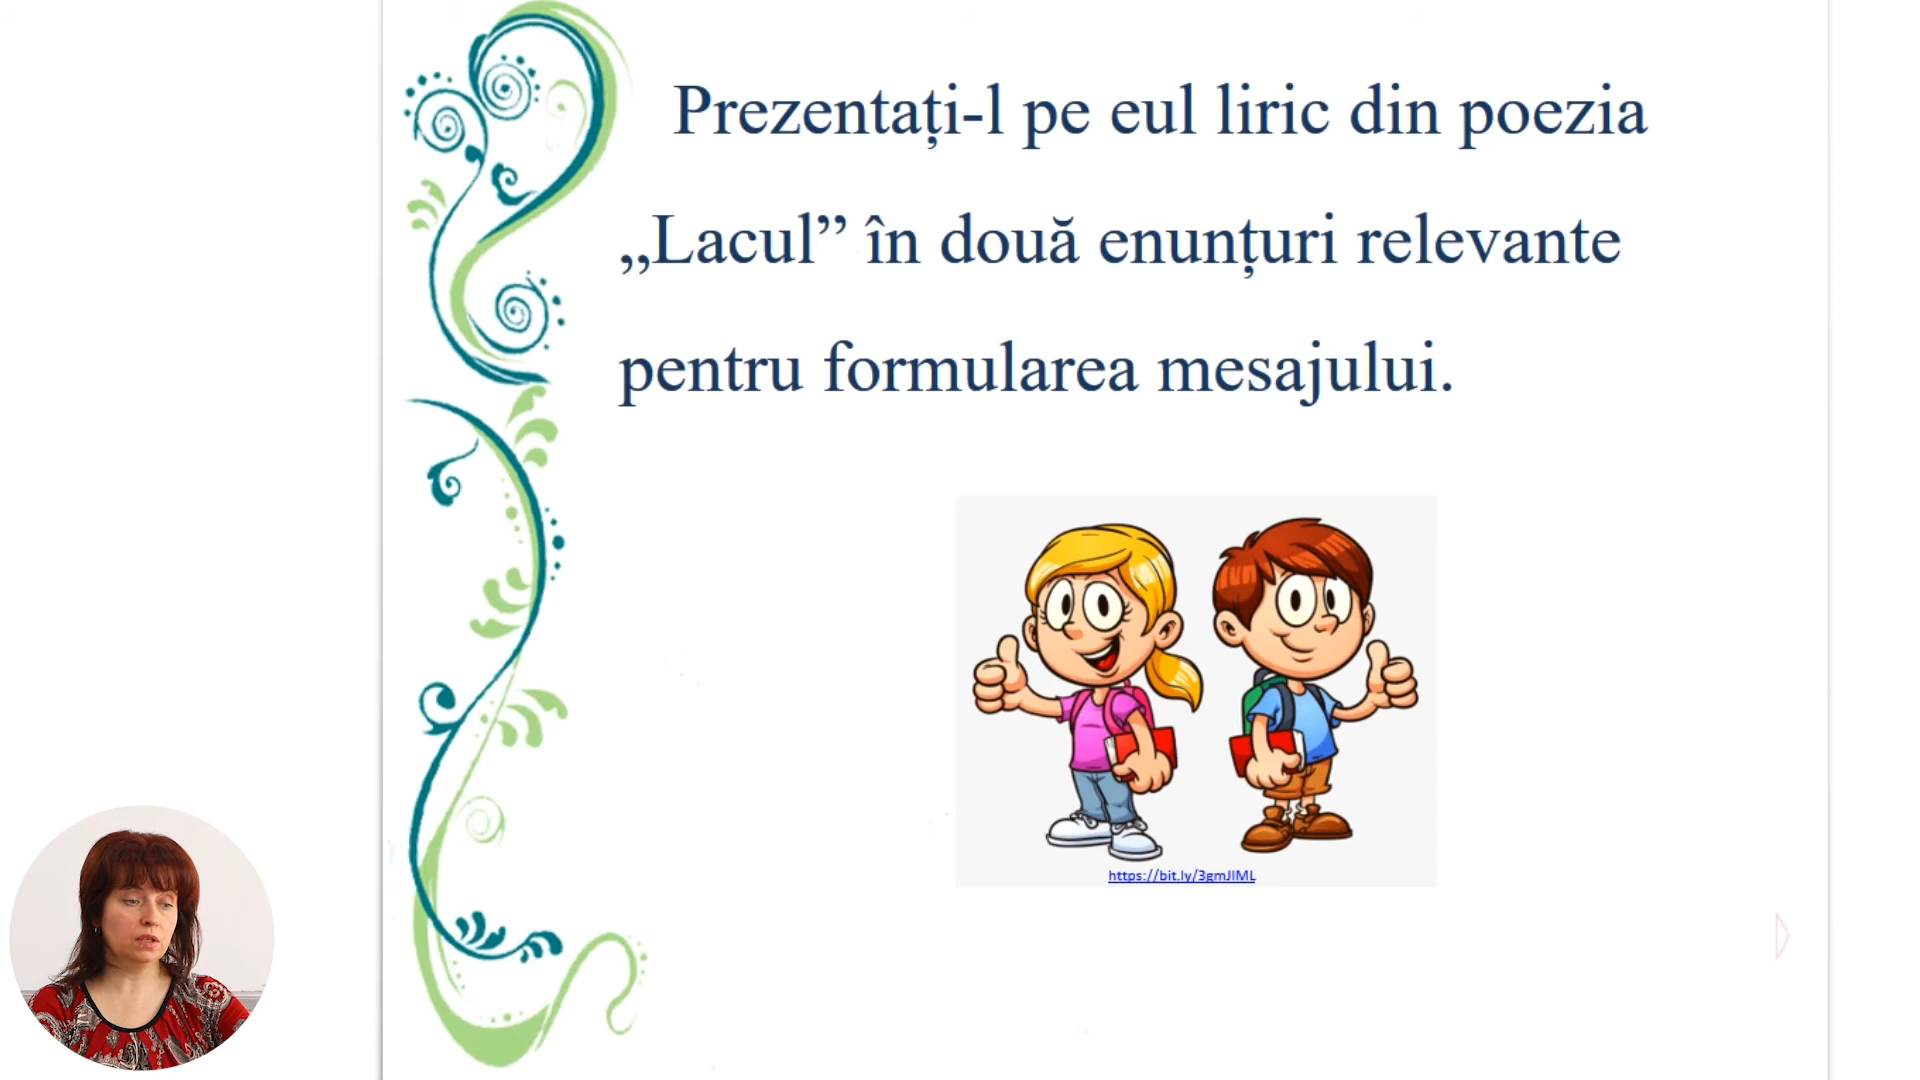 Prezentați-l pe eul liric din poezia
„Lacul” în două enunțuri relevante
pentru formularea mesajului.
https://bit.ly/3gmJIML